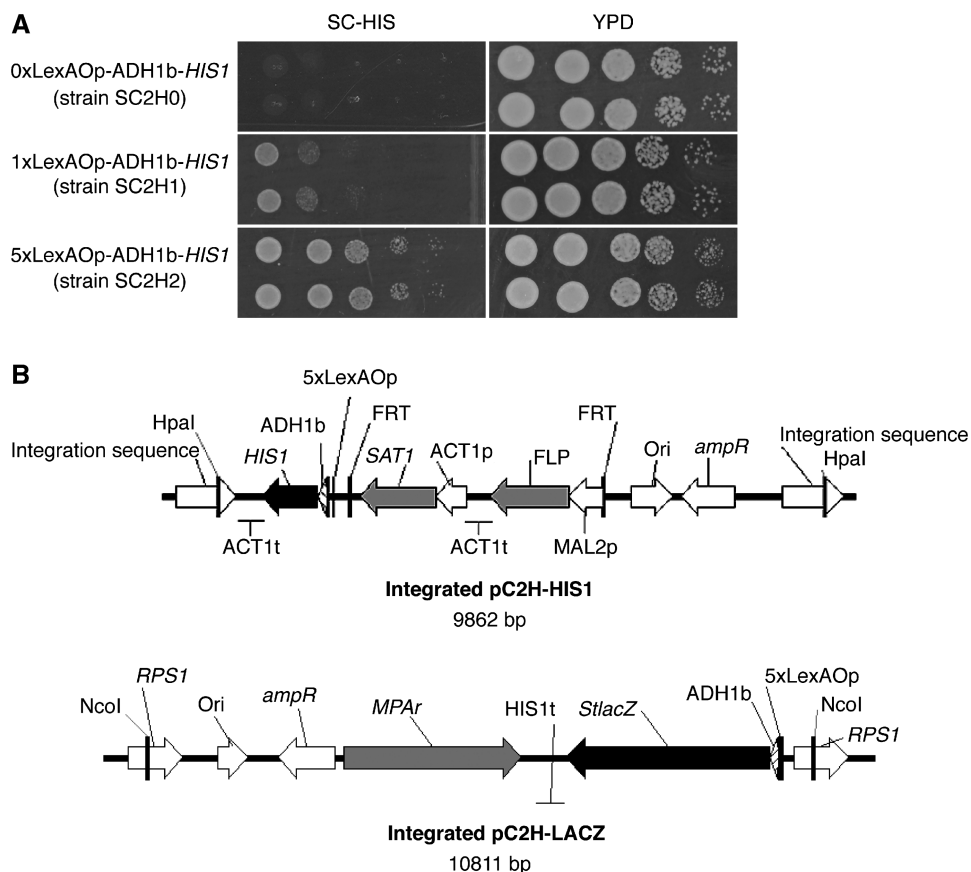 A
SC-HIS
YPD
0xLexAOp-ADH1b-HIS1
(strain SC2H0)
1xLexAOp-ADH1b-HIS1
(strain SC2H1)
5xLexAOp-ADH1b-HIS1
(strain SC2H2)
B
5xLexAOp
HpaI
ADH1b
FRT
FRT
Integration sequence
HIS1
SAT1
ACT1p
FLP
Ori
ampR
Integration sequence
HpaI
ACT1t
ACT1t
MAL2p
Integrated pC2H-HIS1
9862 bp
RPS1
NcoI
Ori
ampR
MPAr
HIS1t
StlacZ
ADH1b
5xLexAOp
NcoI
RPS1
Integrated pC2H-LACZ
10811 bp